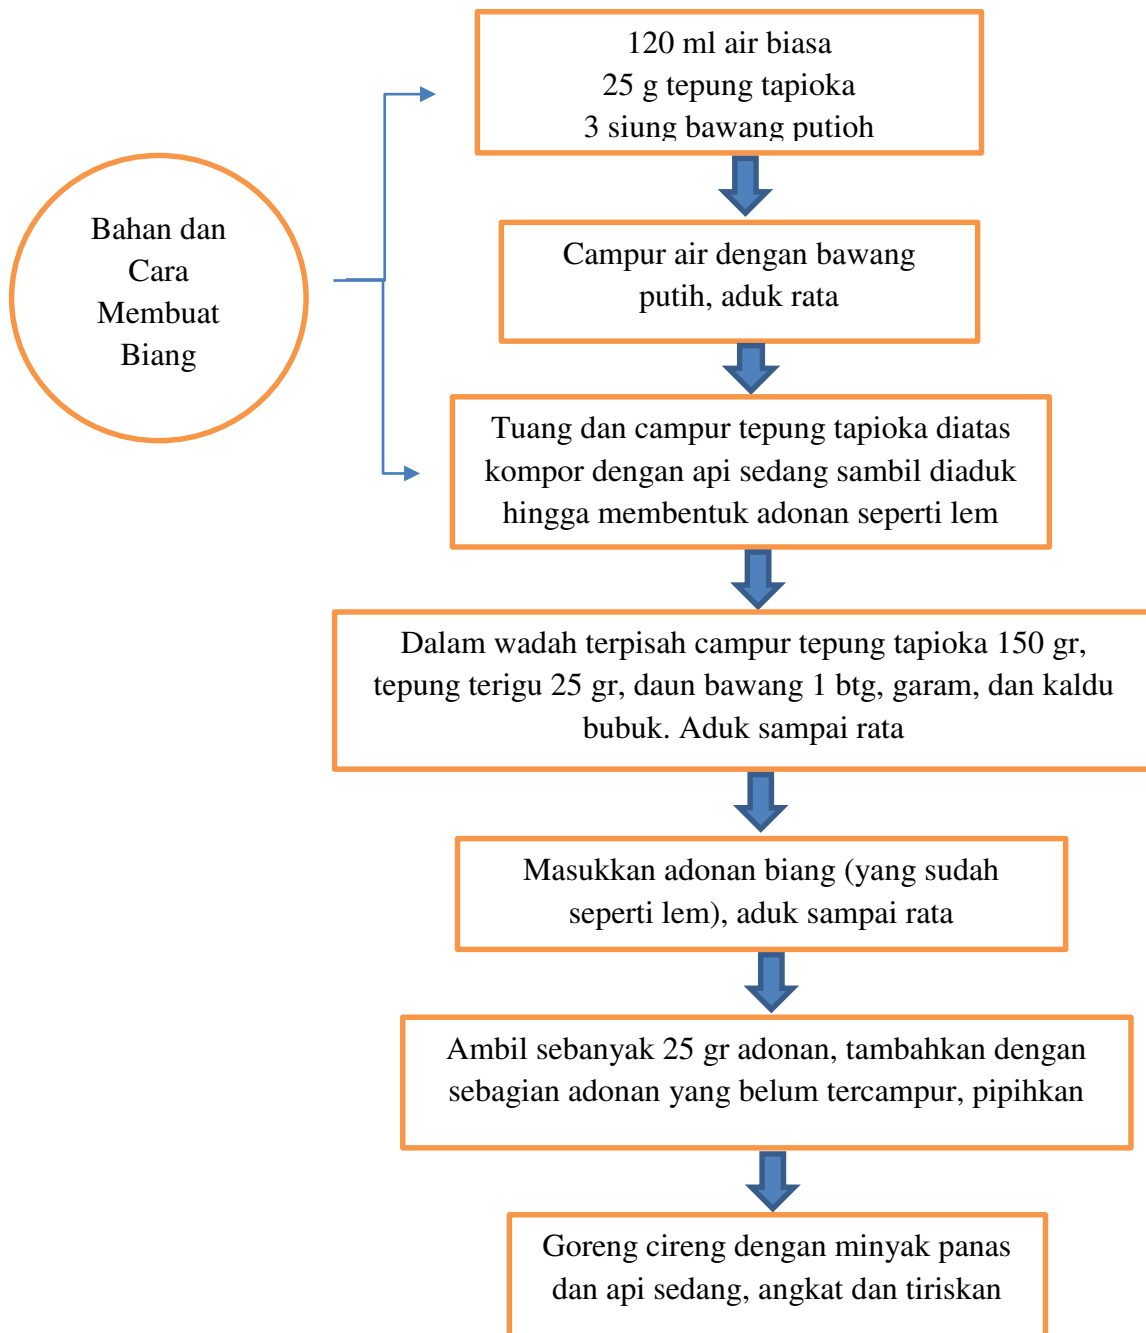 120 ml air biasa
25 g tepung tapioka
3 siung bawang putioh
Bahan dan
Cara
Membuat
Biang
Campur air dengan bawang
putih, aduk rata
Tuang dan campur tepung tapioka diatas
kompor dengan api sedang sambil diaduk
hingga membentuk adonan seperti lem
Dalam wadah terpisah campur tepung tapioka 150 gr,
tepung terigu 25 gr, daun bawang 1 btg, garam, dan kaldu
bubuk. Aduk sampai rata
Masukkan adonan biang (yang sudah
seperti lem), aduk sampai rata
Ambil sebanyak 25 gr adonan, tambahkan dengan
sebagian adonan yang belum tercampur, pipihkan
Goreng cireng dengan minyak panas
dan api sedang, angkat dan tiriskan